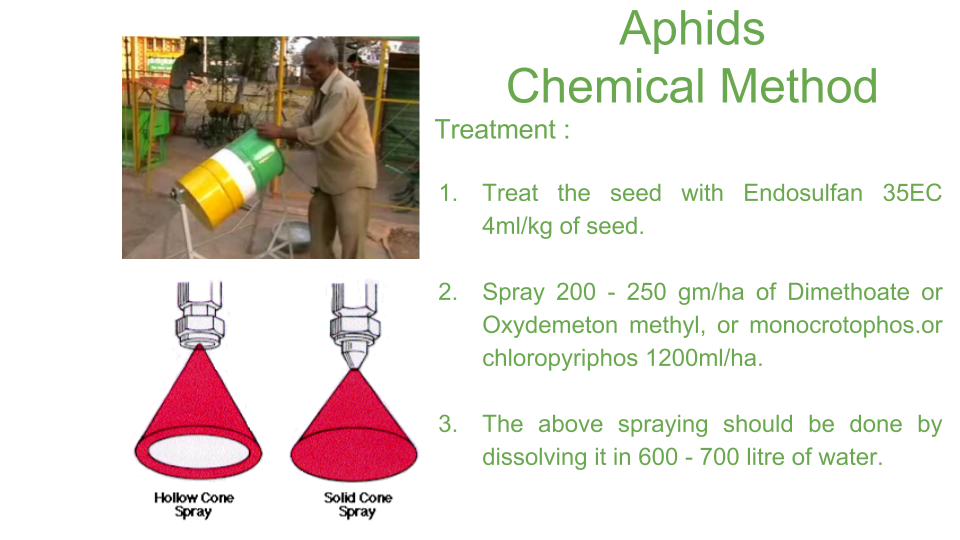 Aphids
Chemical Method
Treatment :
1. Treat the seed with Endosulfan 35EC
4ml/kg of seed.
2. Spray 200 - 250 gm/ha of Dimethoate or
Oxydemeton methyl, or monocrotophos.or
chloropyriphos 1200ml/ha.
3. The above spraying should be done by
dissolving it in 600 - 700 litre of water.
Hollow Cone
Spray
Solid Cone
Spray